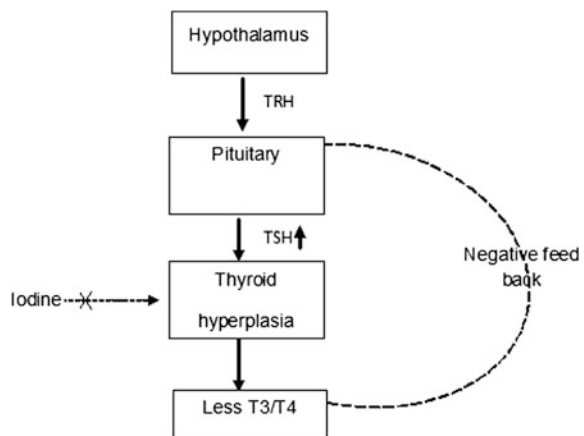 Hypothalamus
TRH
Pituitary
TSH
Negative feed
back
Thyroid
hyperplasia
Iodine
Less T3/T4